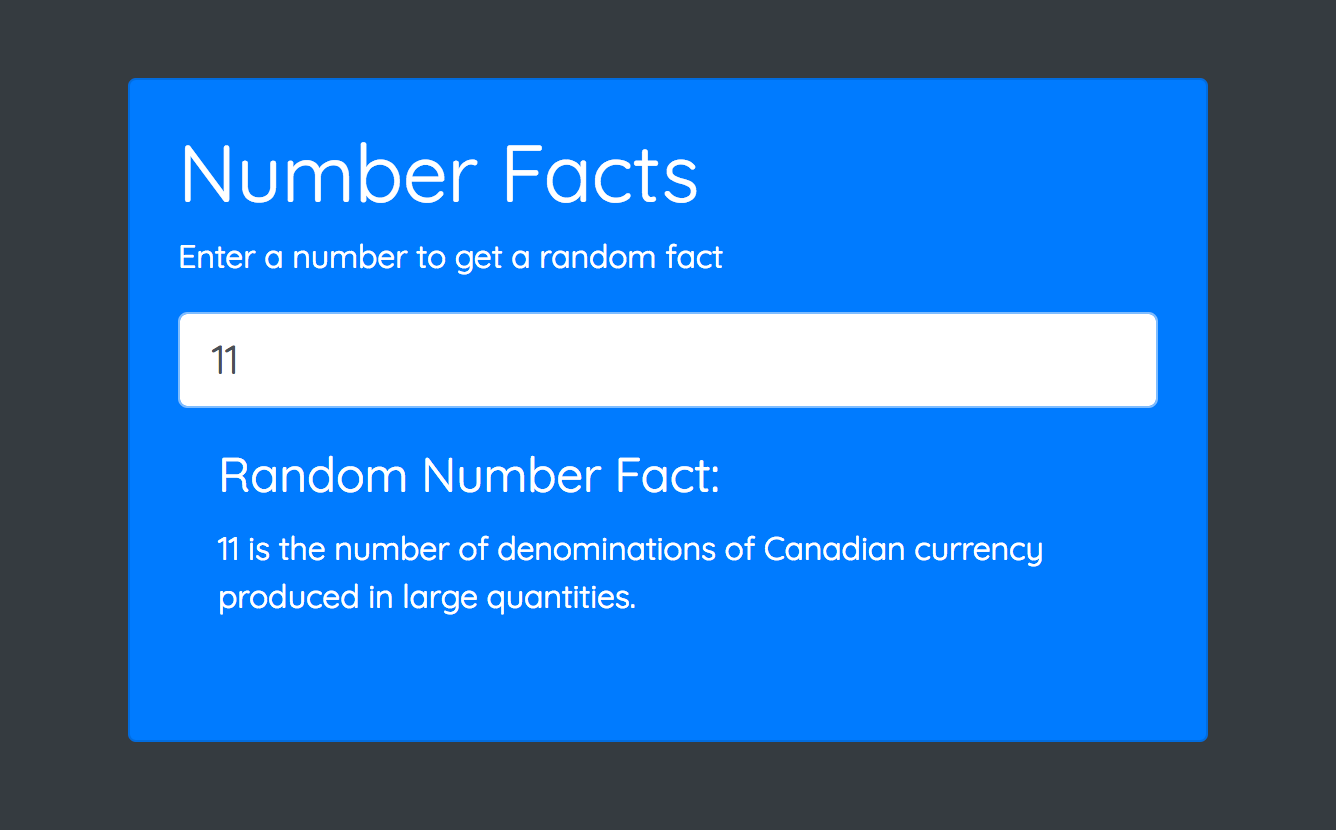 Number Facts
Enter a number to get a random fact
11
Random Number Fact:
11 is the number of denominations of Canadian currency
produced in large quantities.